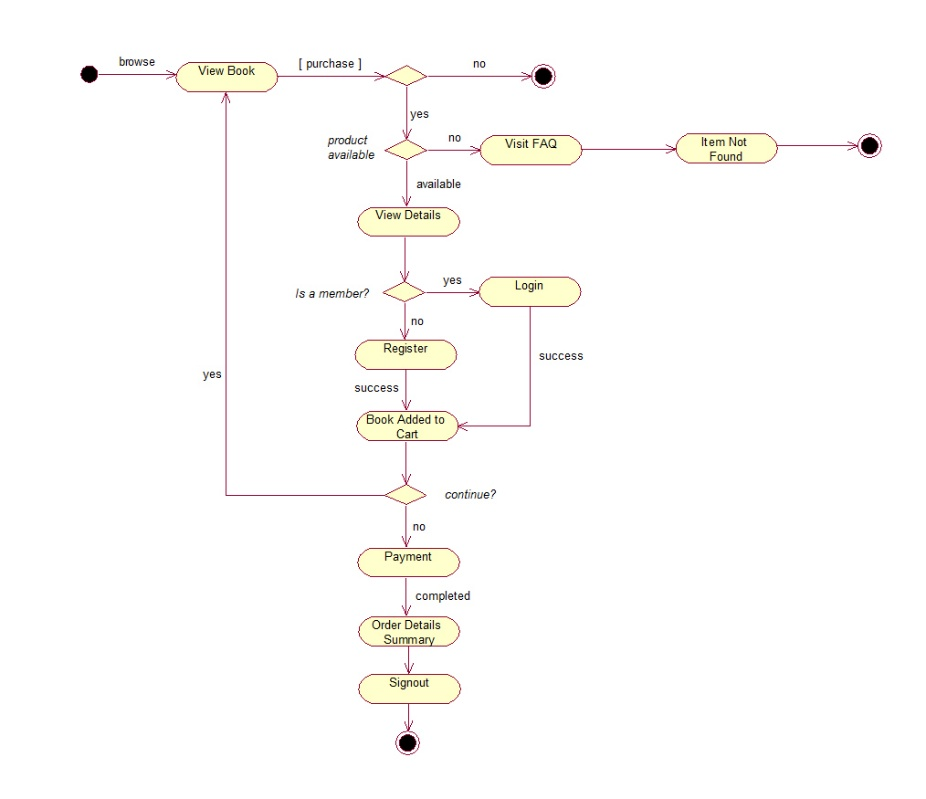 browse
View Book
[ purchase ]
no
yes
product
available
no
Visit FAQ
Item Not
Found
available
View Details
Is a member?
yes
Login
no
Register
success
success
yes
Book Added to
Cart
continue?
no
Payment
completed
Order Details
Summary
Signout